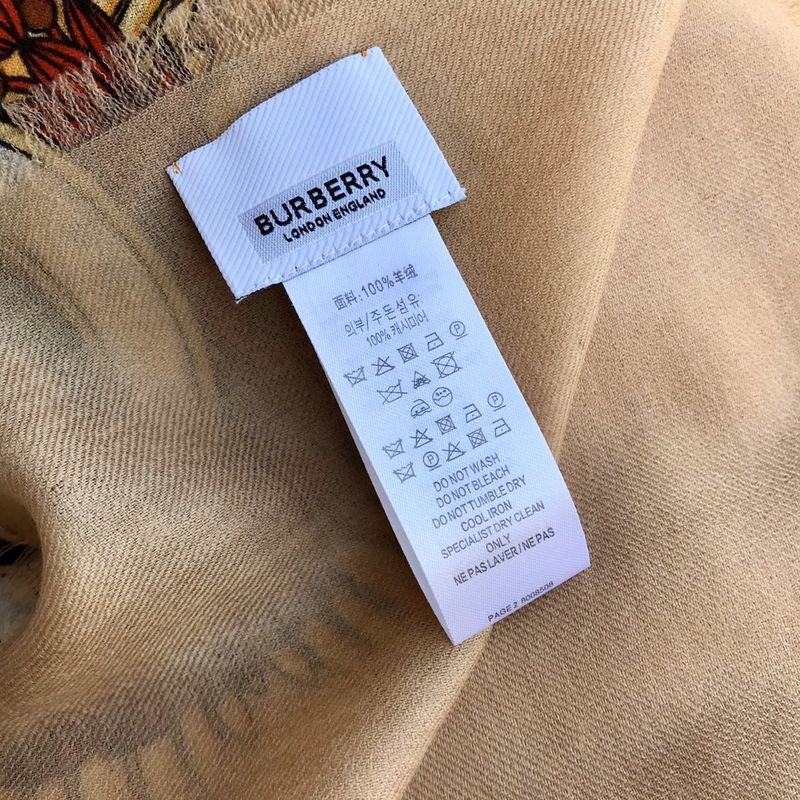 BURBERRY
LONDON ENGLAND
面料:100%羊绒
외부/주돈섬유
100%캐시미어
P
P
P
DO NOT WASH
DO NOT BLEACH
DO NOT TUMBLE DRY
COOL IRON
SPECIALIST DRY CLEAN
ONLY
NE PAS LAVER / NE PAS
PAGE 2 8008508